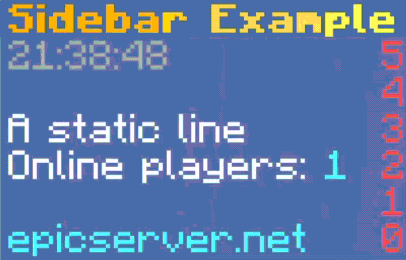 Sidebar Example
21:38:48 5
4
A static line 3
Online players: 1 2
1
epicserver.net 0